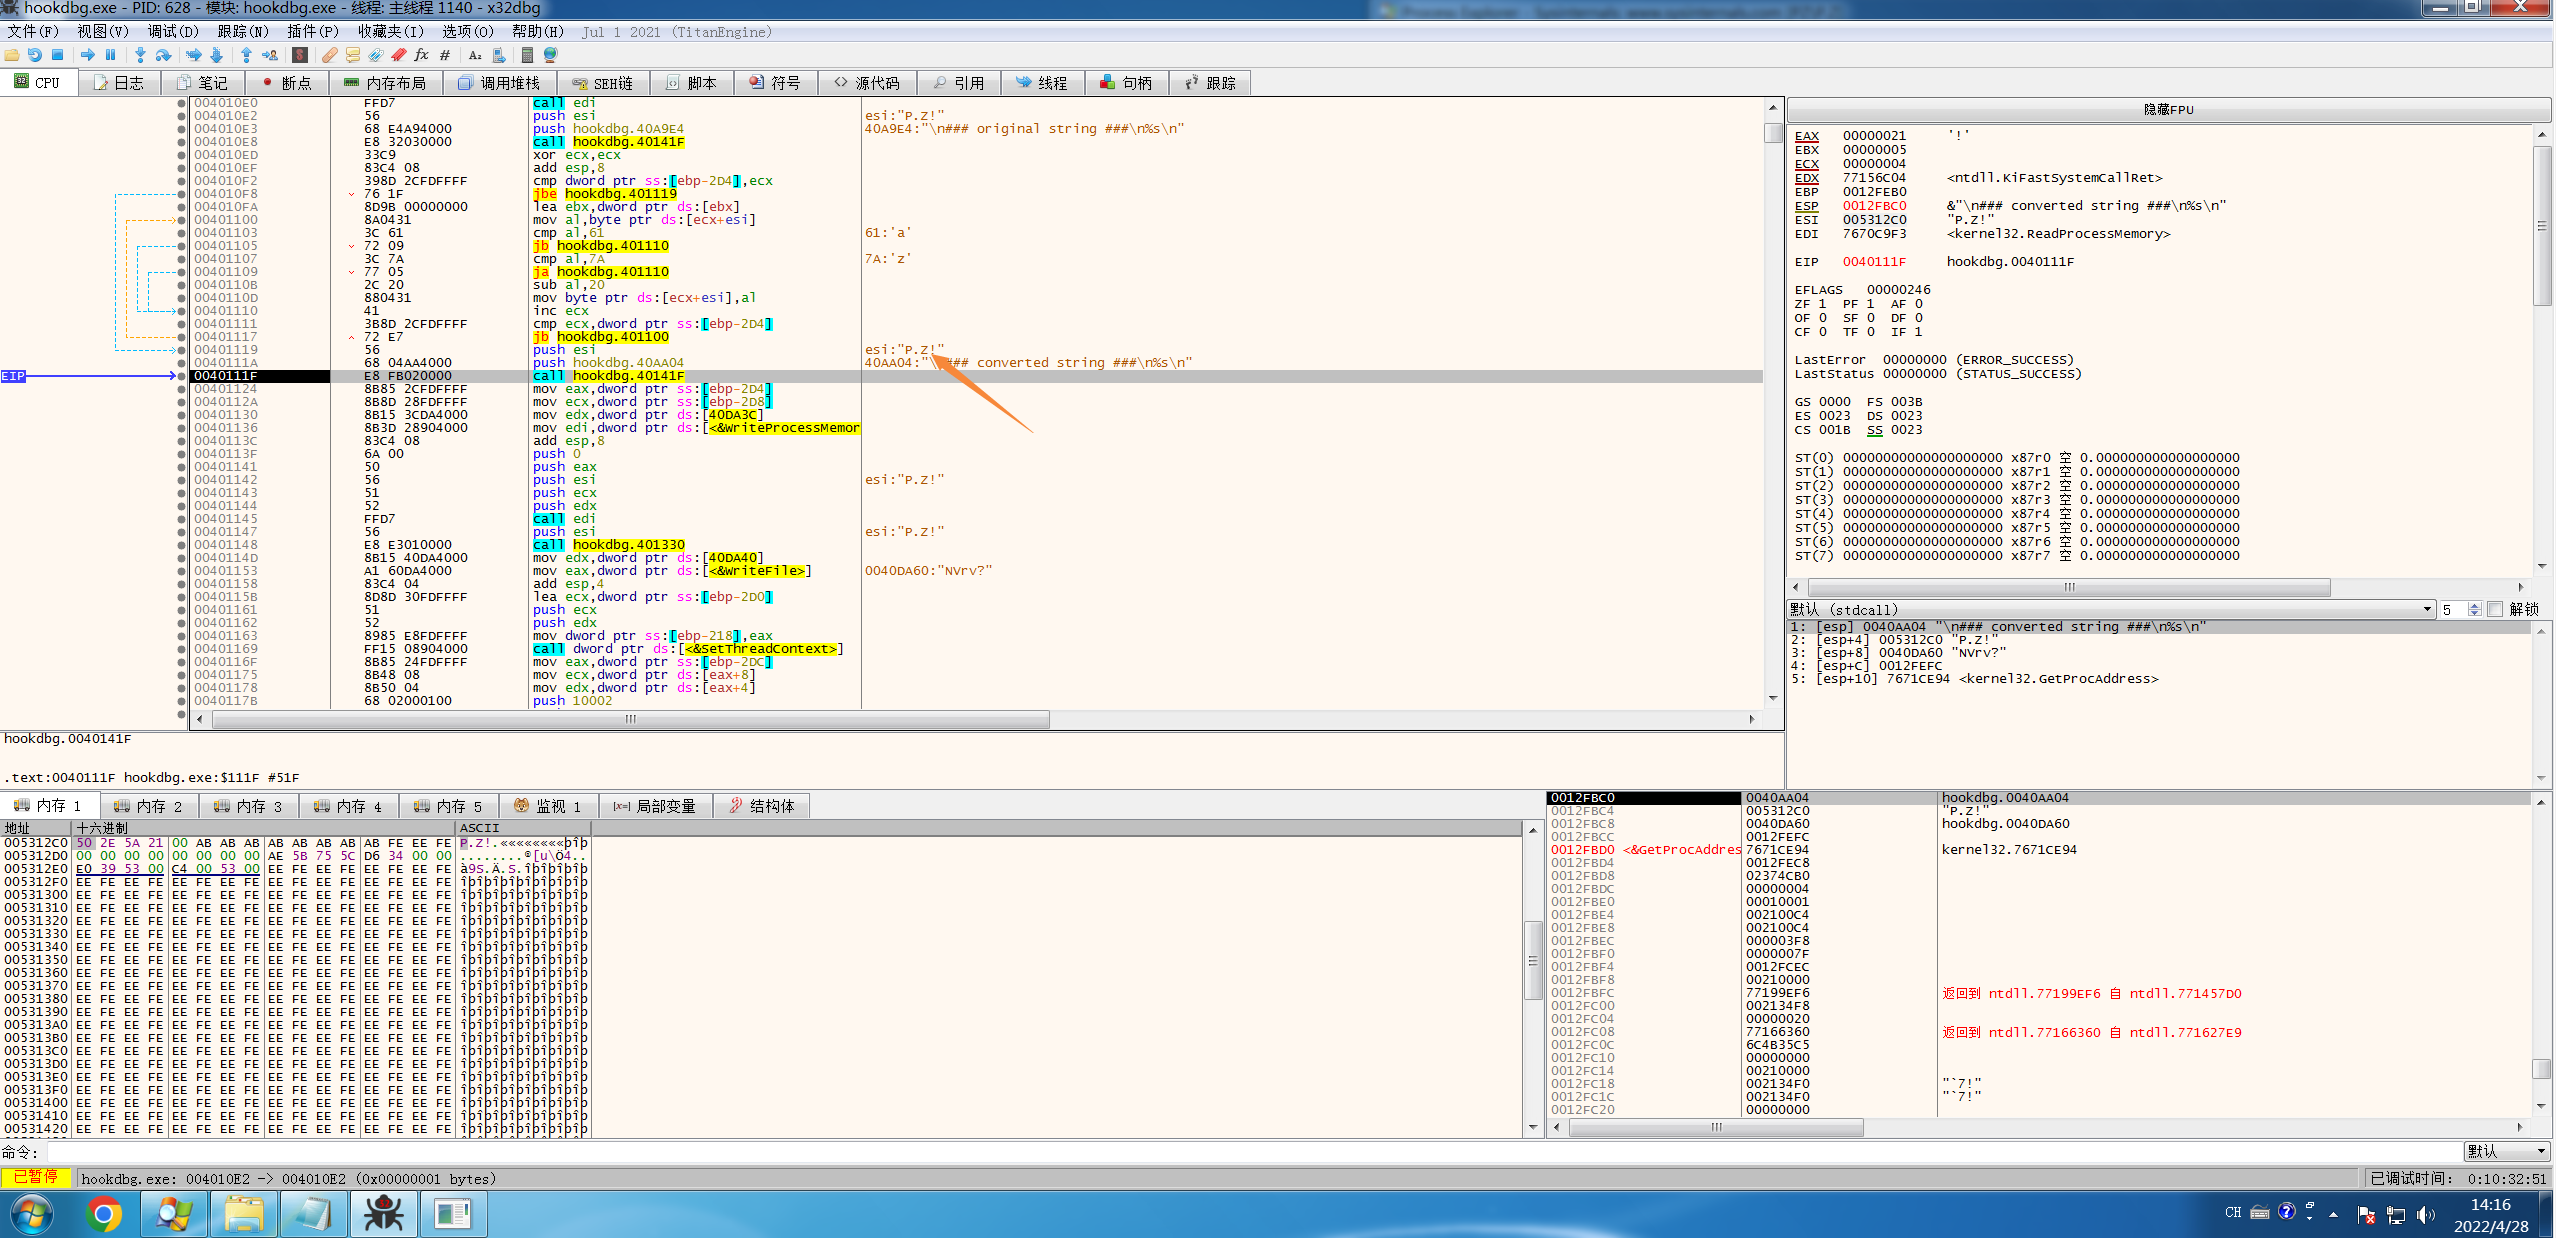 hookdbg.exe - PID: 628 - 模块: hookdbg.exe - 线程: 主线程 1140 - x32dbg
文件(F) 视图(V) 调试(D) 跟踪(N) 插件(P) 收藏夹(I) 选项(O) 帮助(H) Jul 1 2021 (TitanEngine)
CPU 日志 笔记 断点 内存布局 调用堆栈 SEH链 脚本 符号 源代码 引用 线程 句柄 跟踪
004010E0 FFD7 call edi
004010E2 56 push esi esi:"P.Z!"
004010E3 68 E4A94000 push hookdbg.40A9E4 40A9E4:"\n### original string ###\n%s\n"
004010E8 E8 32030000 call hookdbg.40141F
004010ED 33C9 xor ecx,ecx
004010EF 83C4 08 add esp,8
004010F2 398D 2CFDFFFF cmp dword ptr ss:[ebp-2D4],ecx
004010F8 76 1F jbe hookdbg.401119
004010FA 8D9B 00000000 lea ebx,dword ptr ds:[ebx]
00401100 8A0431 mov al,byte ptr ds:[ecx+esi]
00401103 3C 61 cmp al,61 61:'a'
00401105 72 09 jb hookdbg.401110
00401107 3C 7A cmp al,7A 7A:'z'
00401109 77 05 ja hookdbg.401110
0040110B 2C 20 sub al,20
0040110D 880431 mov byte ptr ds:[ecx+esi],al
00401110 41 inc ecx
00401111 3B8D 2CFDFFFF cmp ecx,dword ptr ss:[ebp-2D4]
00401117 72 E7 jb hookdbg.401100
00401119 56 push esi esi:"P.Z!"
0040111A 68 04AA4000 push hookdbg.40AA04 40AA04:"\n### converted string ###\n%s\n"
EIP 0040111F E8 FB020000 call hookdbg.40141F
00401124 8B85 2CFDFFFF mov eax,dword ptr ss:[ebp-2D4]
0040112A 8B8D 28FDFFFF mov ecx,dword ptr ss:[ebp-2D8]
00401130 8B15 3CDA4000 mov edx,dword ptr ds:[40DA3C]
00401136 8B3D 28904000 mov edi,dword ptr ds:[<&WriteProcessMemor
0040113C 83C4 08 add esp,8
0040113F 6A 00 push 0
00401141 50 push eax
00401142 56 push esi esi:"P.Z!"
00401143 51 push ecx
00401144 52 push edx
00401145 FFD7 call edi
00401147 56 push esi esi:"P.Z!"
00401148 E8 E3010000 call hookdbg.401330
0040114D 8B15 40DA4000 mov edx,dword ptr ds:[40DA40]
00401153 A1 60DA4000 mov eax,dword ptr ds:[<&WriteFile>] 0040DA60:"NVrv?"
00401158 83C4 04 add esp,4
0040115B 8D8D 30FDFFFF lea ecx,dword ptr ss:[ebp-2D0]
00401161 51 push ecx
00401162 52 push edx
00401163 8985 E8FDFFFF mov dword ptr ss:[ebp-218],eax
00401169 FF15 08904000 call dword ptr ds:[<&SetThreadContext>]
0040116F 8B85 24FDFFFF mov eax,dword ptr ss:[ebp-2DC]
00401175 8B48 08 mov ecx,dword ptr ds:[eax+8]
00401178 8B50 04 mov edx,dword ptr ds:[eax+4]
0040117B 68 02000100 push 10002
hookdbg.0040141F
.text:0040111F hookdbg.exe:$111F #51F
隐藏FPU
EAX 00000021 '!'
EBX 00000005
ECX 00000004
EDX 77156C04 <ntdll.KiFastSystemCallRet>
EBP 0012FEB0
ESP 0012FBC0 &"\n### converted string ###\n%s\n"
ESI 005312C0 "P.Z!"
EDI 7670C9F3 <kernel32.ReadProcessMemory>
EIP 0040111F hookdbg.0040111F
EFLAGS 00000246
ZF 1 PF 1 AF 0
OF 0 SF 0 DF 0
CF 0 TF 0 IF 1
LastError 00000000 (ERROR_SUCCESS)
LastStatus 00000000 (STATUS_SUCCESS)
GS 0000 FS 003B
ES 0023 DS 0023
CS 001B SS 0023
ST(0) 00000000000000000000 x87r0 空 0.000000000000000000
ST(1) 00000000000000000000 x87r1 空 0.000000000000000000
ST(2) 00000000000000000000 x87r2 空 0.000000000000000000
ST(3) 00000000000000000000 x87r3 空 0.000000000000000000
ST(4) 00000000000000000000 x87r4 空 0.000000000000000000
ST(5) 00000000000000000000 x87r5 空 0.000000000000000000
ST(6) 00000000000000000000 x87r6 空 0.000000000000000000
ST(7) 00000000000000000000 x87r7 空 0.000000000000000000
默认 (stdcall) 5 解锁
1: [esp] 0040AA04 "\n### converted string ###\n%s\n"
2: [esp+4] 005312C0 "P.Z!"
3: [esp+8] 0040DA60 "NVrv?"
4: [esp+C] 0012FEFC
5: [esp+10] 7671CE94 <kernel32.GetProcAddress>
内存 1 内存 2 内存 3 内存 4 内存 5 监视 1 局部变量 结构体
地址 十六进制 ASCII
005312C0 50 2E 5A 21 00 AB AB AB AB AB AB AB AB FE EE FE P.Z!.««««««««þîþ
005312D0 00 00 00 00 00 00 00 00 AE 5B 75 5C D6 34 00 00 ........®[u\Ö4..
005312E0 E0 39 53 00 C4 00 53 00 EE FE EE FE EE FE EE FE à9S.Ä.S.îþîþîþîþ
005312F0 EE FE EE FE EE FE EE FE EE FE EE FE EE FE EE FE îþîþîþîþîþîþîþîþ
00531300 EE FE EE FE EE FE EE FE EE FE EE FE EE FE EE FE îþîþîþîþîþîþîþîþ
00531310 EE FE EE FE EE FE EE FE EE FE EE FE EE FE EE FE îþîþîþîþîþîþîþîþ
00531320 EE FE EE FE EE FE EE FE EE FE EE FE EE FE EE FE îþîþîþîþîþîþîþîþ
00531330 EE FE EE FE EE FE EE FE EE FE EE FE EE FE EE FE îþîþîþîþîþîþîþîþ
00531340 EE FE EE FE EE FE EE FE EE FE EE FE EE FE EE FE îþîþîþîþîþîþîþîþ
00531350 EE FE EE FE EE FE EE FE EE FE EE FE EE FE EE FE îþîþîþîþîþîþîþîþ
00531360 EE FE EE FE EE FE EE FE EE FE EE FE EE FE EE FE îþîþîþîþîþîþîþîþ
00531370 EE FE EE FE EE FE EE FE EE FE EE FE EE FE EE FE îþîþîþîþîþîþîþîþ
00531380 EE FE EE FE EE FE EE FE EE FE EE FE EE FE EE FE îþîþîþîþîþîþîþîþ
00531390 EE FE EE FE EE FE EE FE EE FE EE FE EE FE EE FE îþîþîþîþîþîþîþîþ
005313A0 EE FE EE FE EE FE EE FE EE FE EE FE EE FE EE FE îþîþîþîþîþîþîþîþ
005313B0 EE FE EE FE EE FE EE FE EE FE EE FE EE FE EE FE îþîþîþîþîþîþîþîþ
005313C0 EE FE EE FE EE FE EE FE EE FE EE FE EE FE EE FE îþîþîþîþîþîþîþîþ
005313D0 EE FE EE FE EE FE EE FE EE FE EE FE EE FE EE FE îþîþîþîþîþîþîþîþ
005313E0 EE FE EE FE EE FE EE FE EE FE EE FE EE FE EE FE îþîþîþîþîþîþîþîþ
005313F0 EE FE EE FE EE FE EE FE EE FE EE FE EE FE EE FE îþîþîþîþîþîþîþîþ
00531400 EE FE EE FE EE FE EE FE EE FE EE FE EE FE EE FE îþîþîþîþîþîþîþîþ
00531410 EE FE EE FE EE FE EE FE EE FE EE FE EE FE EE FE îþîþîþîþîþîþîþîþ
00531420 EE FE EE FE EE FE EE FE EE FE EE FE EE FE EE FE îþîþîþîþîþîþîþîþ
0012FBC0 0040AA04 hookdbg.0040AA04
0012FBC4 005312C0 "P.Z!"
0012FBC8 0040DA60 hookdbg.0040DA60
0012FBCC 0012FEFC
0012FBD0 <&GetProcAddres 7671CE94 kernel32.7671CE94
0012FBD4 0012FEC8
0012FBD8 02374CB0
0012FBDC 00000004
0012FBE0 00010001
0012FBE4 002100C4
0012FBE8 002100C4
0012FBEC 000003F8
0012FBF0 0000007F
0012FBF4 0012FCEC
0012FBF8 00210000
0012FBFC 77199EF6 返回到 ntdll.77199EF6 自 ntdll.771457D0
0012FC00 002134F8
0012FC04 00000020
0012FC08 77166360 返回到 ntdll.77166360 自 ntdll.771627E9
0012FC0C 6C4B35C5
0012FC10 00000000
0012FC14 00210000
0012FC18 002134F0 "`7!"
0012FC1C 002134F0 "`7!"
0012FC20 00000000
命令: 默认
已暂停 hookdbg.exe: 004010E2 -> 004010E2 (0x00000001 bytes) 已调试时间: 0:10:32:51
CH 14:16
2022/4/28